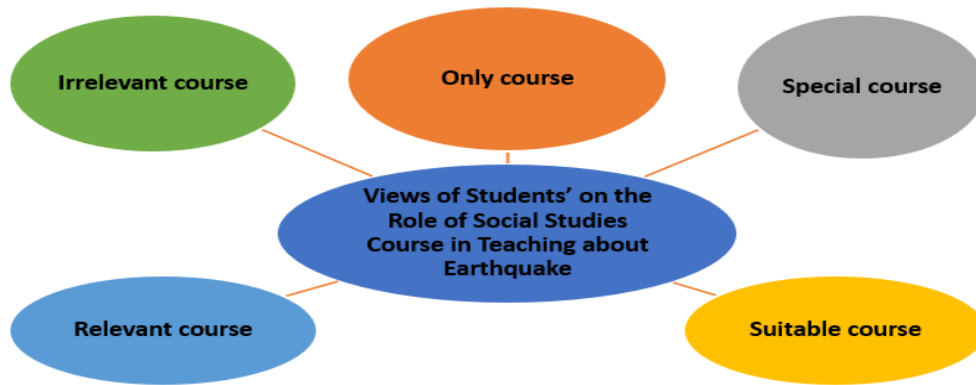 Irrelevant course
Only course
Special course
Views of Students’ on the
Role of Social Studies
Course in Teaching about
Earthquake
Relevant course
Suitable course